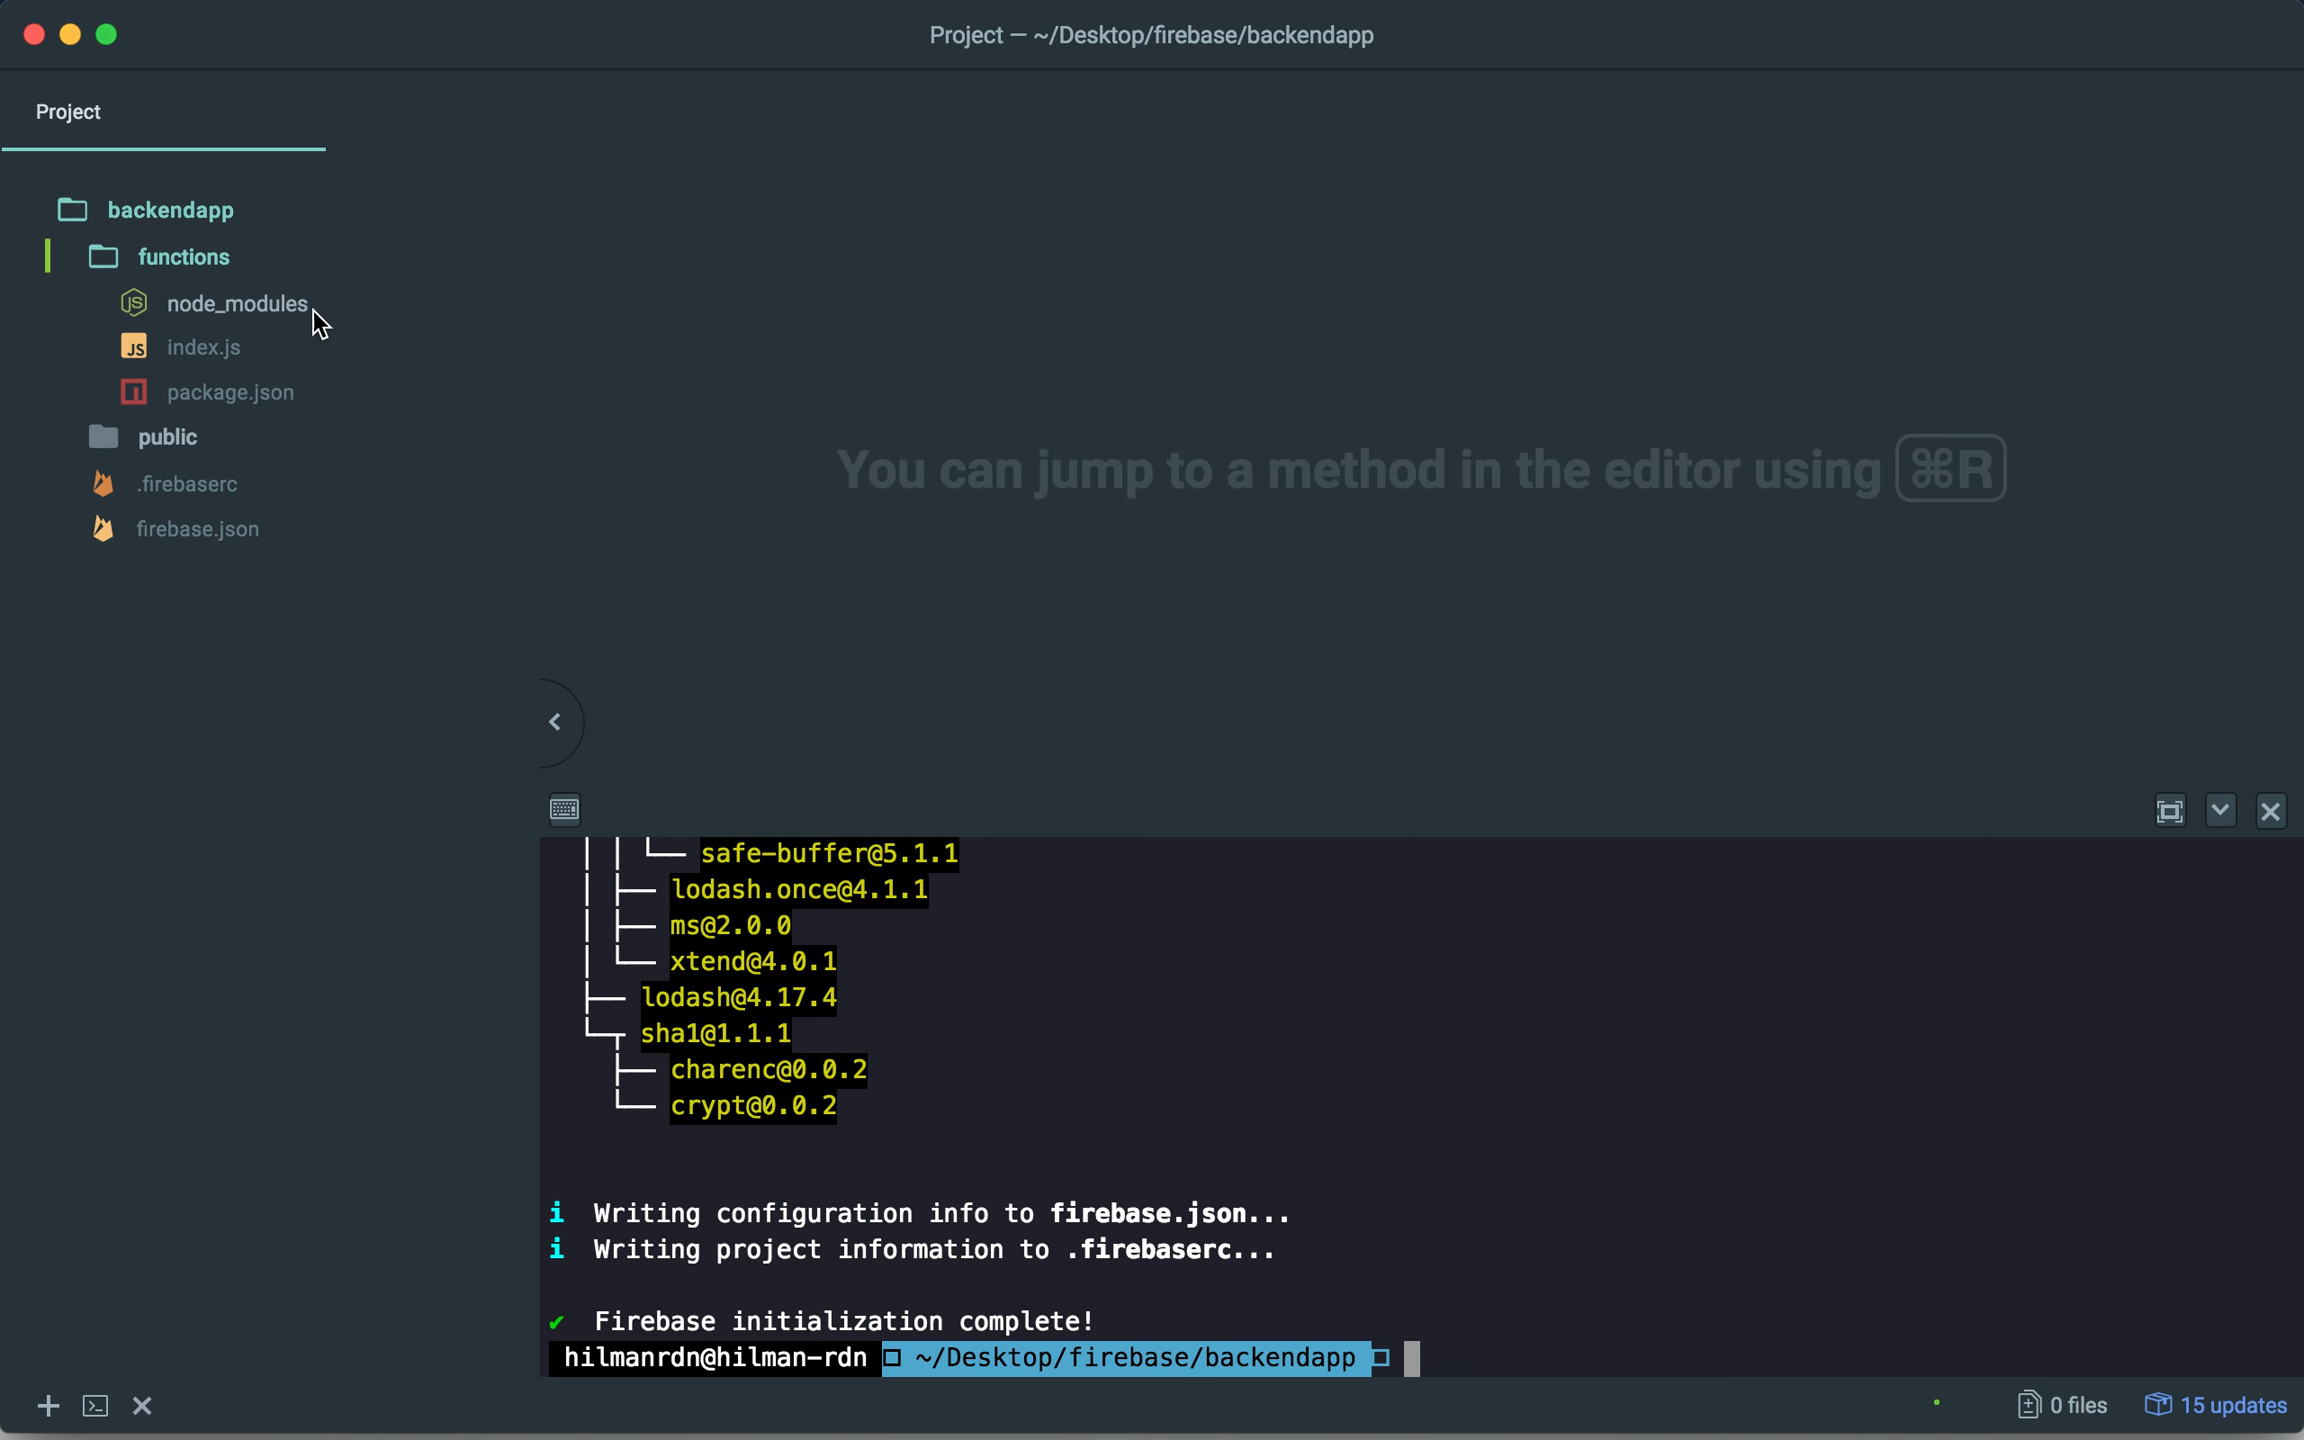 Project — ~/Desktop/firebase/backendapp
Project
backendapp
functions
node_modules
index.js
package.json
public
.firebaserc
firebase.json
You can jump to a method in the editor using ⌘R
safe-buffer@5.1.1
lodash.once@4.1.1
ms@2.0.0
xtend@4.0.1
lodash@4.17.4
sha1@1.1.1
charenc@0.0.2
crypt@0.0.2
i Writing configuration info to firebase.json...
i Writing project information to .firebaserc...
✔ Firebase initialization complete!
hilmanrdn@hilman-rdn ~/Desktop/firebase/backendapp
0 files 15 updates